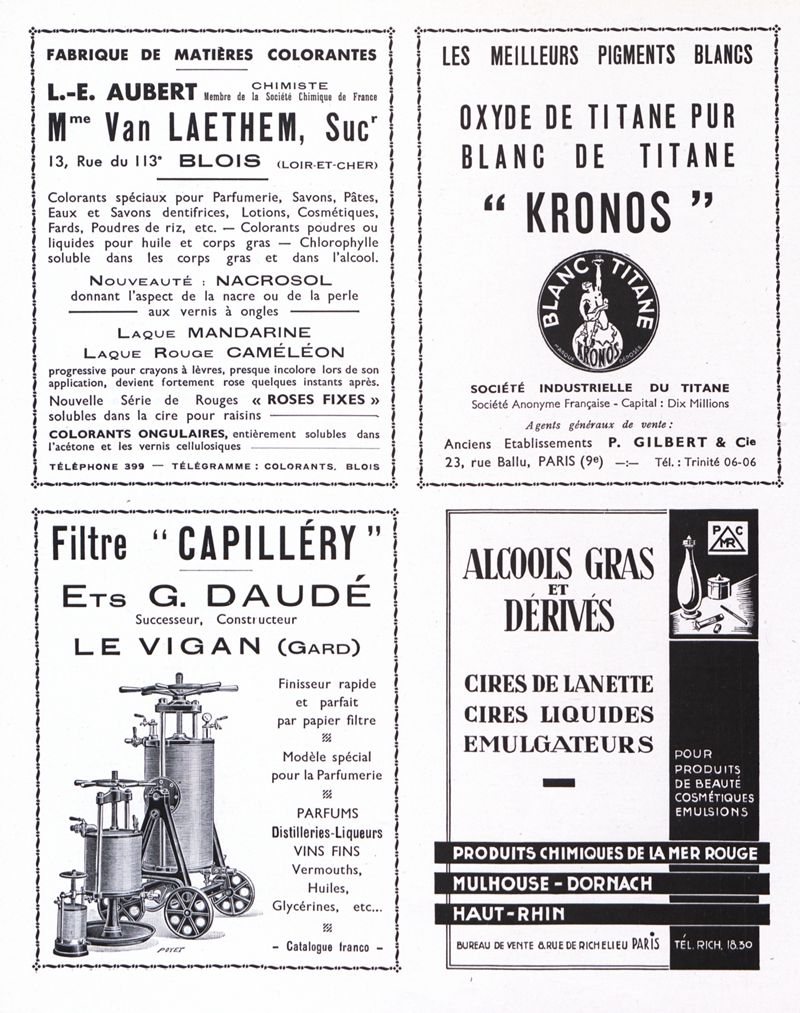 FABRIQUE DE MATIÈRES COLORANTES
L.-E. AUBERT CHIMISTE
Membre de la Société Chimique de France
Mme Van LAETHEM, Sucr
13, Rue du 113e BLOIS (LOIR-ET-CHER)
Colorants spéciaux pour Parfumerie, Savons, Pâtes,
Eaux et Savons dentifrices, Lotions, Cosmétiques,
Fards, Poudres de riz, etc. — Colorants poudres ou
liquides pour huile et corps gras — Chlorophylle
soluble dans les corps gras et dans l'alcool.
NOUVEAUTÉ : NACROSOL
donnant l'aspect de la nacre ou de la perle
aux vernis à ongles
LAQUE MANDARINE
LAQUE ROUGE CAMÉLÉON
progressive pour crayons à lèvres, presque incolore lors de son
application, devient fortement rose quelques instants après.
Nouvelle Série de Rouges « ROSES FIXES »
solubles dans la cire pour raisins
COLORANTS ONGULAIRES, entièrement solubles dans
l'acétone et les vernis cellulosiques
TÉLÉPHONE 399 — TÉLÉGRAMME : COLORANTS, BLOIS
LES MEILLEURS PIGMENTS BLANCS
OXYDE DE TITANE PUR
BLANC DE TITANE
“ KRONOS ”
BLANC DE TITANE
KRONOS
MARQUE DÉPOSÉE
SOCIÉTÉ INDUSTRIELLE DU TITANE
Société Anonyme Française - Capital : Dix Millions
Agents généraux de vente :
Anciens Etablissements P. GILBERT & Cie
23, rue Ballu, PARIS (9e) —:— Tél. : Trinité 06-06
Filtre “ CAPILLÉRY ”
ETS G. DAUDÉ
Successeur, Constructeur
LE VIGAN (GARD)
Finisseur rapide
et parfait
par papier filtre
Modèle spécial
pour la Parfumerie
PARFUMS
Distilleries-Liqueurs
VINS FINS
Vermouths,
Huiles,
Glycérines, etc...
- Catalogue franco -
POYET
P C
MR
ALCOOLS GRAS
ET
DÉRIVÉS
CIRES DE LANETTE
CIRES LIQUIDES
EMULGATEURS
POUR
PRODUITS
DE BEAUTÉ
COSMÉTIQUES
EMULSIONS
PRODUITS CHIMIQUES DE LA MER ROUGE
MULHOUSE - DORNACH
HAUT-RHIN
BUREAU DE VENTE 8, RUE DE RICHELIEU PARIS TÉL. RICH. 18.30